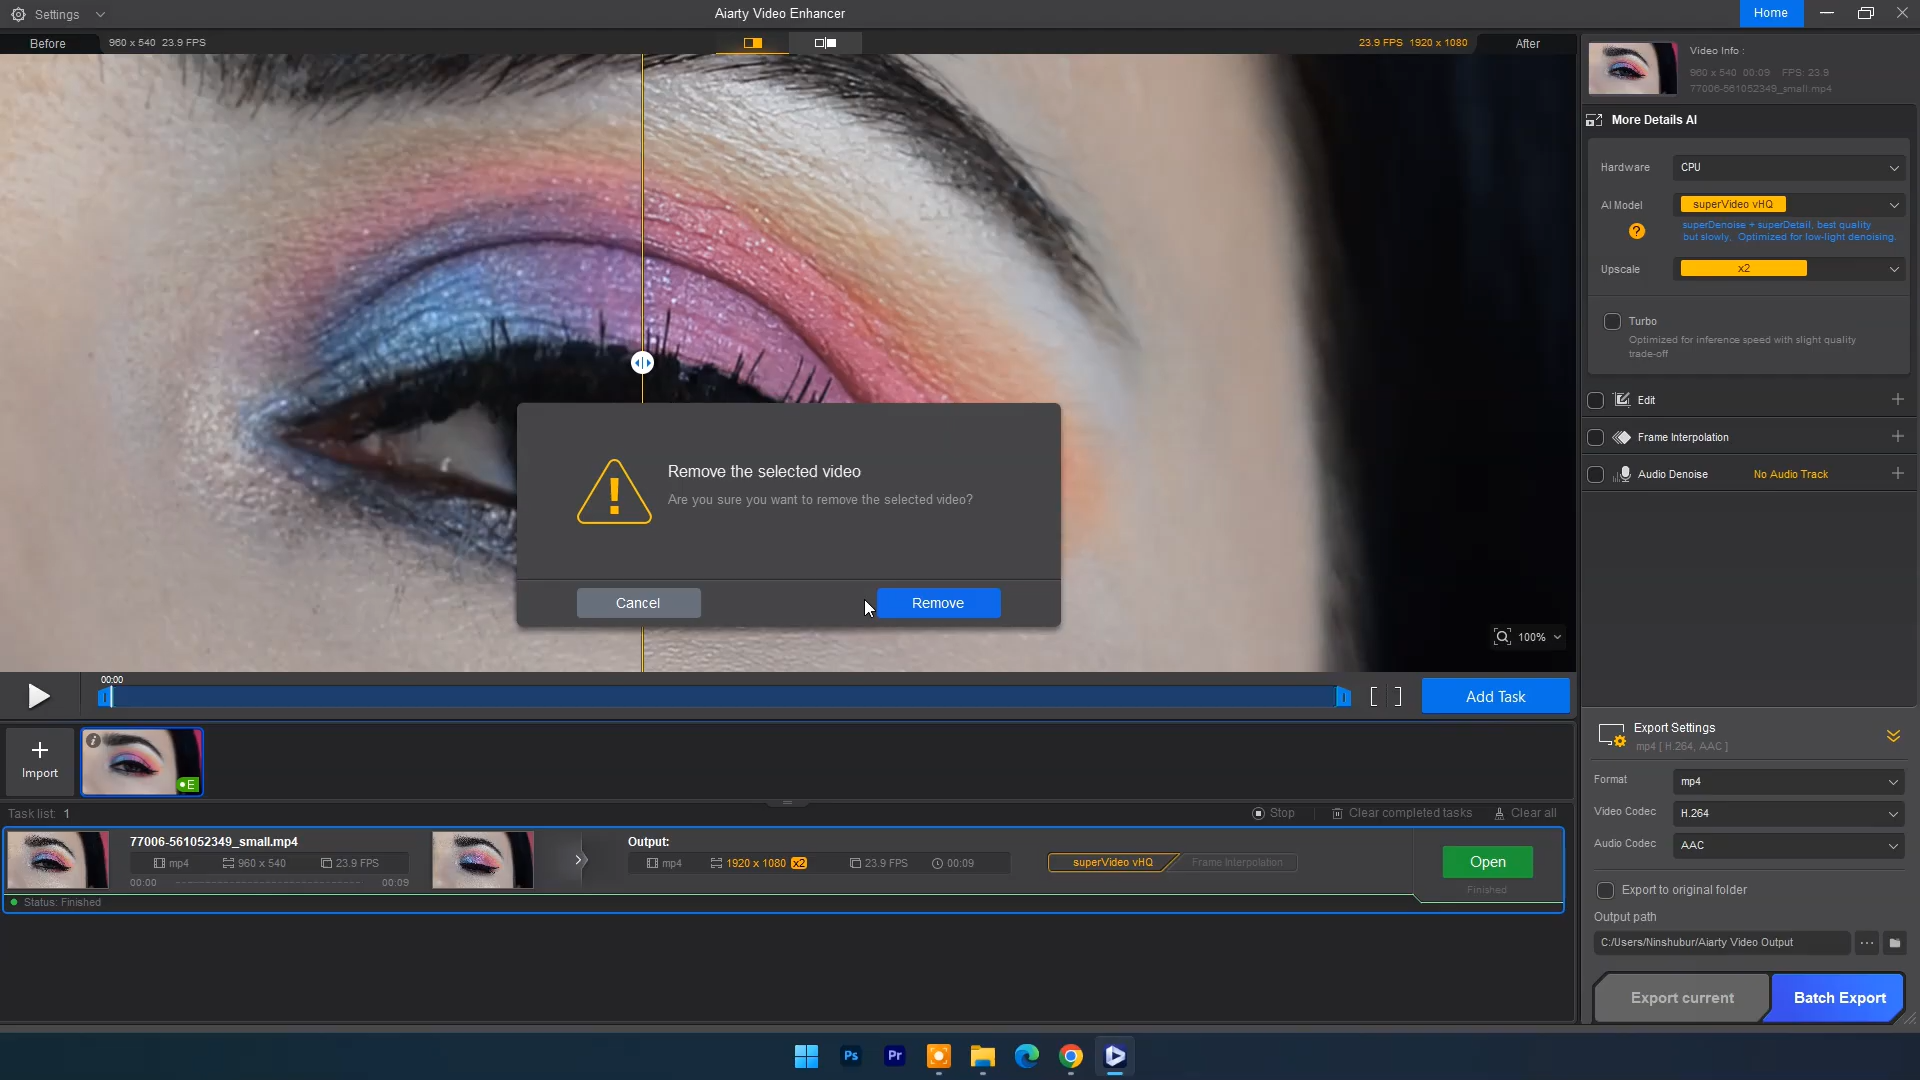 Settings
Aiarty Video Enhancer
Home
Before
960 x 540 23.9 FPS
23.9 FPS 1920 x 1080
After
Video Info :
960 x 540 00:09 FPS: 23.9
77006-561052349_small.mp4
More Details AI
Hardware
CPU
AI Model
superVideo vHQ
?
superDenoise + superDetail, best quality
but slowly, Optimized for low-light denoising.
Upscale
x2
Turbo
Optimized for inference speed with slight quality
trade-off
Edit
Frame Interpolation
Audio Denoise
No Audio Track
Remove the selected video
Are you sure you want to remove the selected video?
Cancel
Remove
100%
00:00
Add Task
Import
E
Task list: 1
Stop
Clear completed tasks
Clear all
77006-561052349_small.mp4
mp4
960 x 540
23.9 FPS
00:00
00:09
Output:
mp4
1920 x 1080 x2
23.9 FPS
00:09
superVideo vHQ
Frame Interpolation
Open
Finished
Status: Finished
Export Settings
mp4 [ H.264, AAC ]
Format
mp4
Video Codec
H.264
Audio Codec
AAC
Export to original folder
Output path
C:/Users/Ninshubur/Aiarty Video Output
Export current
Batch Export
Ps
Pr